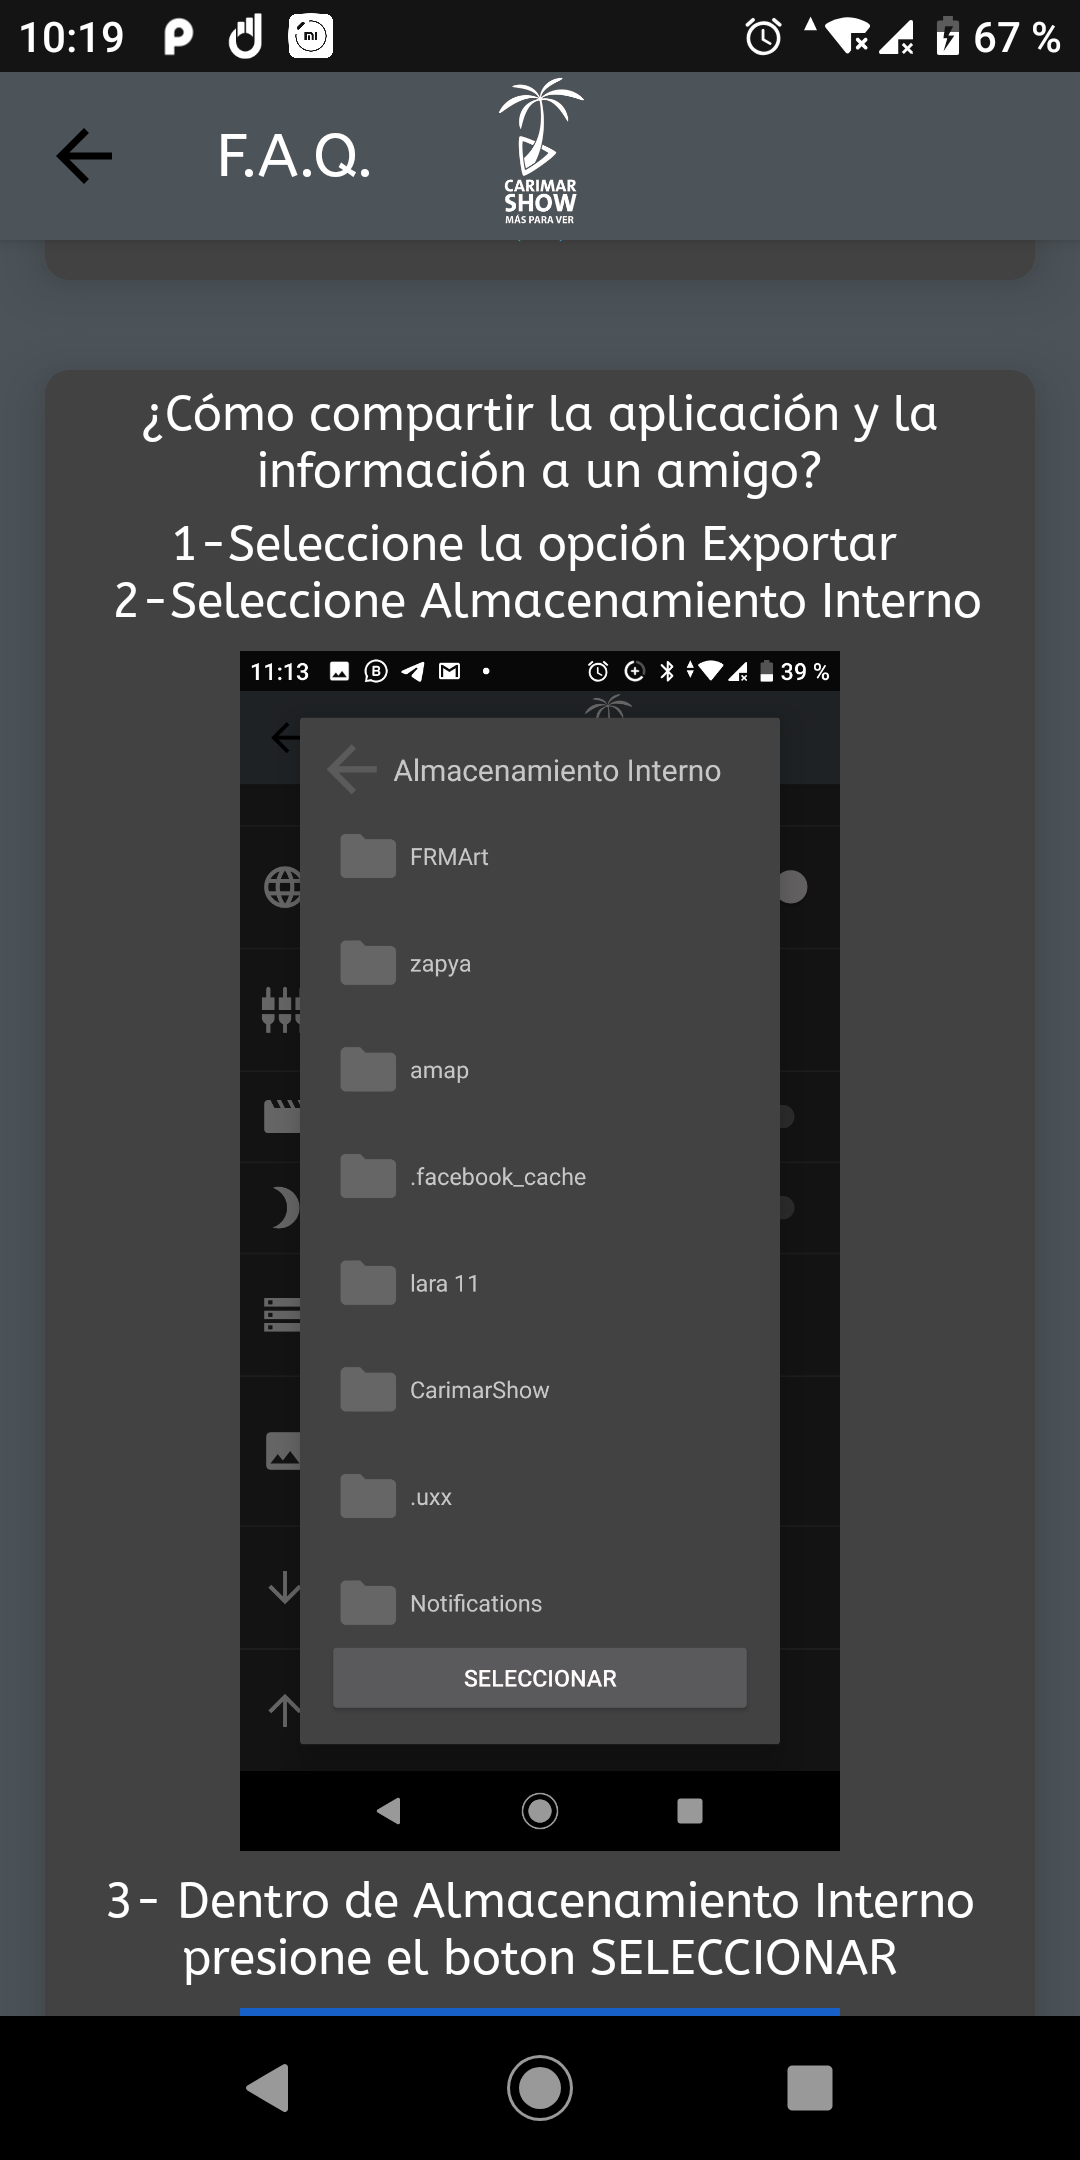 10:19
67 %
F.A.Q.
CARIMAR
SHOW
MÁS PARA VER
¿Cómo compartir la aplicación y la
información a un amigo?
1-Seleccione la opción Exportar
2-Seleccione Almacenamiento Interno
11:13
39 %
Almacenamiento Interno
FRMArt
zapya
amap
.facebook_cache
lara 11
CarimarShow
.uxx
Notifications
SELECCIONAR
3- Dentro de Almacenamiento Interno
presione el boton SELECCIONAR